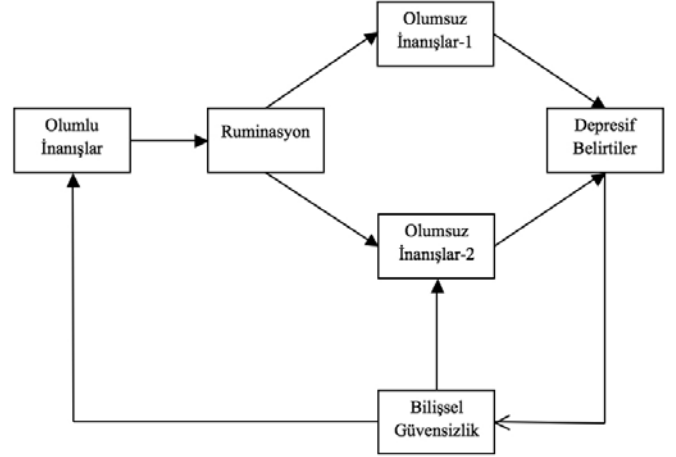 Olumsuz
İnanışlar-1
Olumlu
İnanışlar
Ruminasyon
Depresif
Belirtiler
Olumsuz
İnanışlar-2
Bilişsel
Güvensizlik